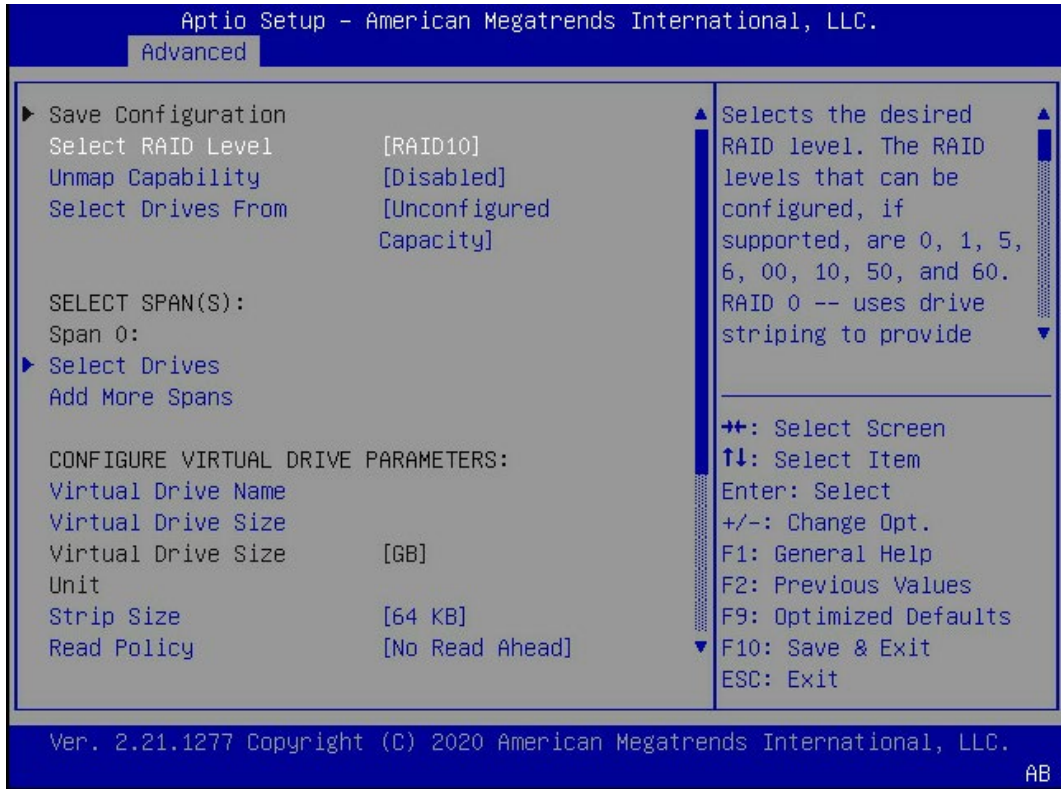 Aptio Setup – American Megatrends International, LLC.
Advanced
Save Configuration
Select RAID Level [RAID10]
Unmap Capability [Disabled]
Select Drives From [Unconfigured
Capacity]
SELECT SPAN(S):
Span 0:
Select Drives
Add More Spans
CONFIGURE VIRTUAL DRIVE PARAMETERS:
Virtual Drive Name
Virtual Drive Size
Virtual Drive Size [GB]
Unit
Strip Size [64 KB]
Read Policy [No Read Ahead]
Selects the desired
RAID level. The RAID
levels that can be
configured, if
supported, are 0, 1, 5,
6, 00, 10, 50, and 60.
RAID 0 -- uses drive
striping to provide
→←: Select Screen
↑↓: Select Item
Enter: Select
+/-: Change Opt.
F1: General Help
F2: Previous Values
F9: Optimized Defaults
F10: Save & Exit
ESC: Exit
Ver. 2.21.1277 Copyright (C) 2020 American Megatrends International, LLC.
AB